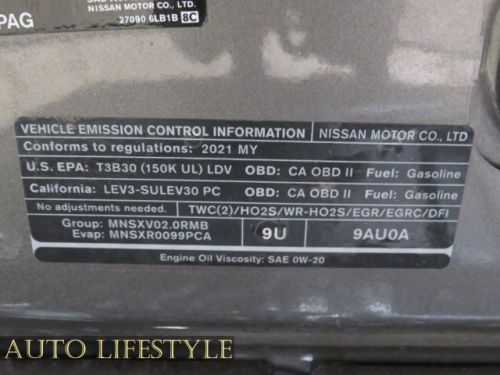 PAG
NISSAN MOTOR CO., LTD.
27090 6LB1B 8C
VEHICLE EMISSION CONTROL INFORMATION NISSAN MOTOR CO., LTD
Conforms to regulations: 2021 MY
U.S. EPA: T3B30 (150K UL) LDV OBD: CA OBD II Fuel: Gasoline
California: LEV3-SULEV30 PC OBD: CA OBD II Fuel: Gasoline
No adjustments needed. TWC(2)/HO2S/WR-HO2S/EGR/EGRC/DFI
Group: MNSXV02.0RMB
Evap: MNSXR0099PCA
9U 9AU0A
Engine Oil Viscosity: SAE 0W-20
AUTO LIFESTYLE